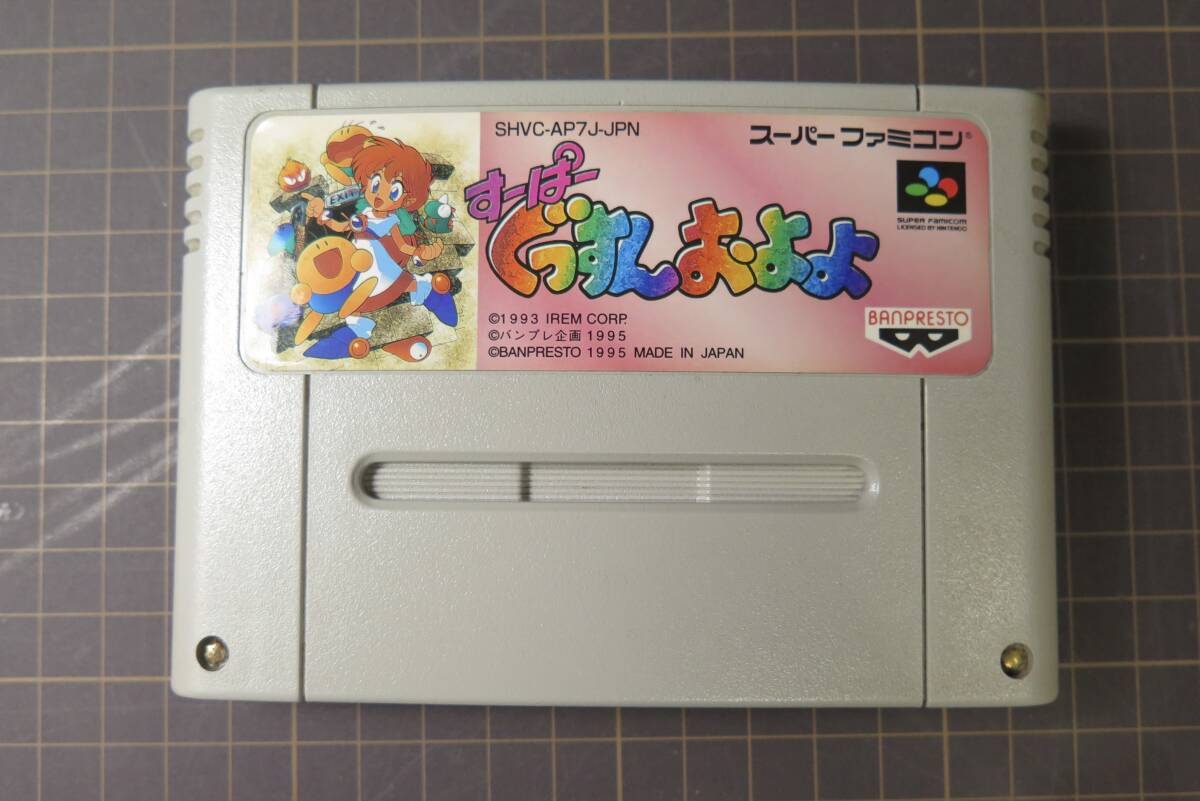 SHVC-AP7J-JPN
スーパーファミコン®
EXIT
すーぱー
ぐっすんおよよ
SUPER FAMICOM
LICENSED BY NINTENDO
©1993 IREM CORP.
©バンプレ企画 1995
©BANPRESTO 1995 MADE IN JAPAN
BANPRESTO